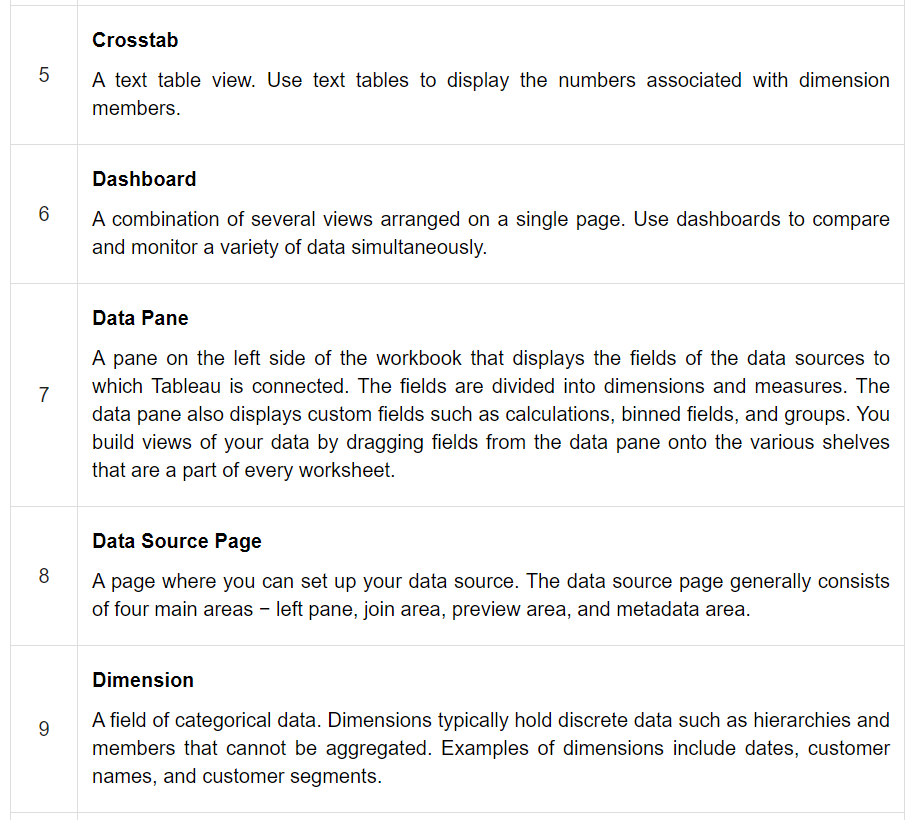 Crosstab
5
A text table view. Use text tables to display the numbers associated with dimension
members.
Dashboard
6
A combination of several views arranged on a single page. Use dashboards to compare
and monitor a variety of data simultaneously.
Data Pane
A pane on the left side of the workbook that displays the fields of the data sources to
which Tableau is connected. The fields are divided into dimensions and measures. The
7
data pane also displays custom fields such as calculations, binned fields, and groups. You
build views of your data by dragging fields from the data pane onto the various shelves
that are a part of every worksheet.
Data Source Page
8
A page where you can set up your data source. The data source page generally consists
of four main areas − left pane, join area, preview area, and metadata area.
Dimension
9
A field of categorical data. Dimensions typically hold discrete data such as hierarchies and
members that cannot be aggregated. Examples of dimensions include dates, customer
names, and customer segments.